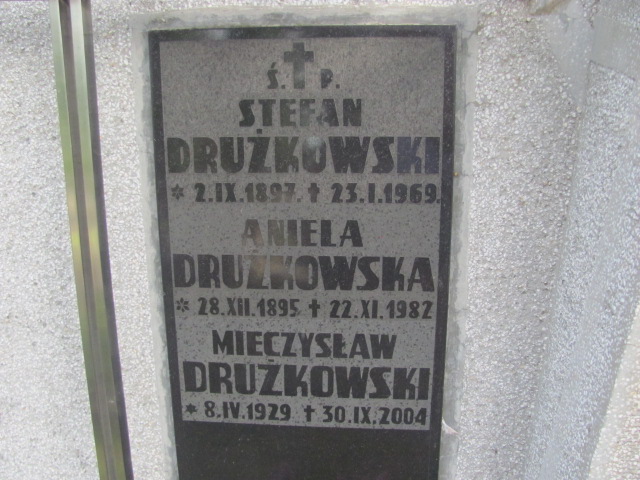 Ś. ✝ P.
STEFAN
DRUŻKOWSKI
* 2.IX.1897. ✝ 23.I.1969.
ANIELA
DRUŻKOWSKA
* 28.XII.1895 ✝ 22.XI.1982
MIECZYSŁAW
DRUŻKOWSKI
* 8.IV.1929 ✝ 30.IX.2004